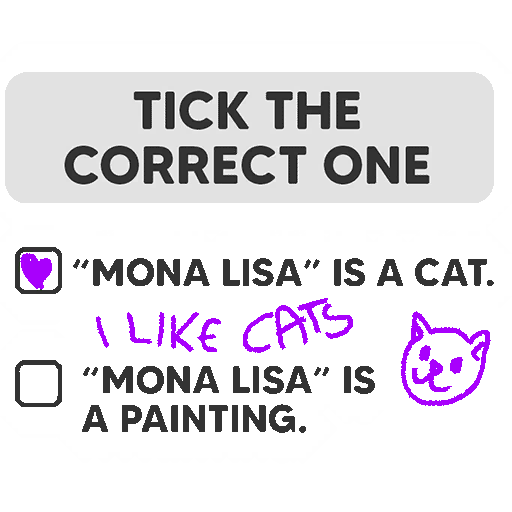 TICK THE
CORRECT ONE
“MONA LISA” IS A CAT.
I LIKE CATS
“MONA LISA” IS
A PAINTING.